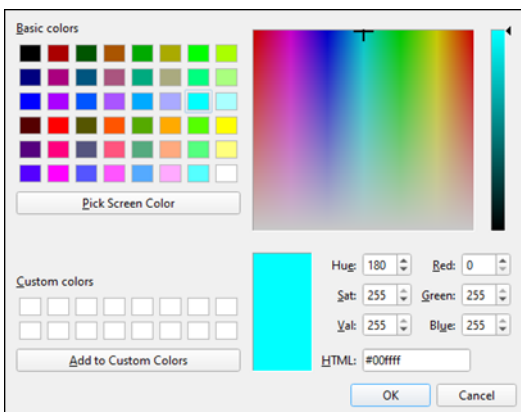 Basic colors
Pick Screen Color
Custom colors
Add to Custom Colors
Hue: 180 Red: 0
Sat: 255 Green: 255
Val: 255 Blue: 255
HTML: #00ffff
OK Cancel